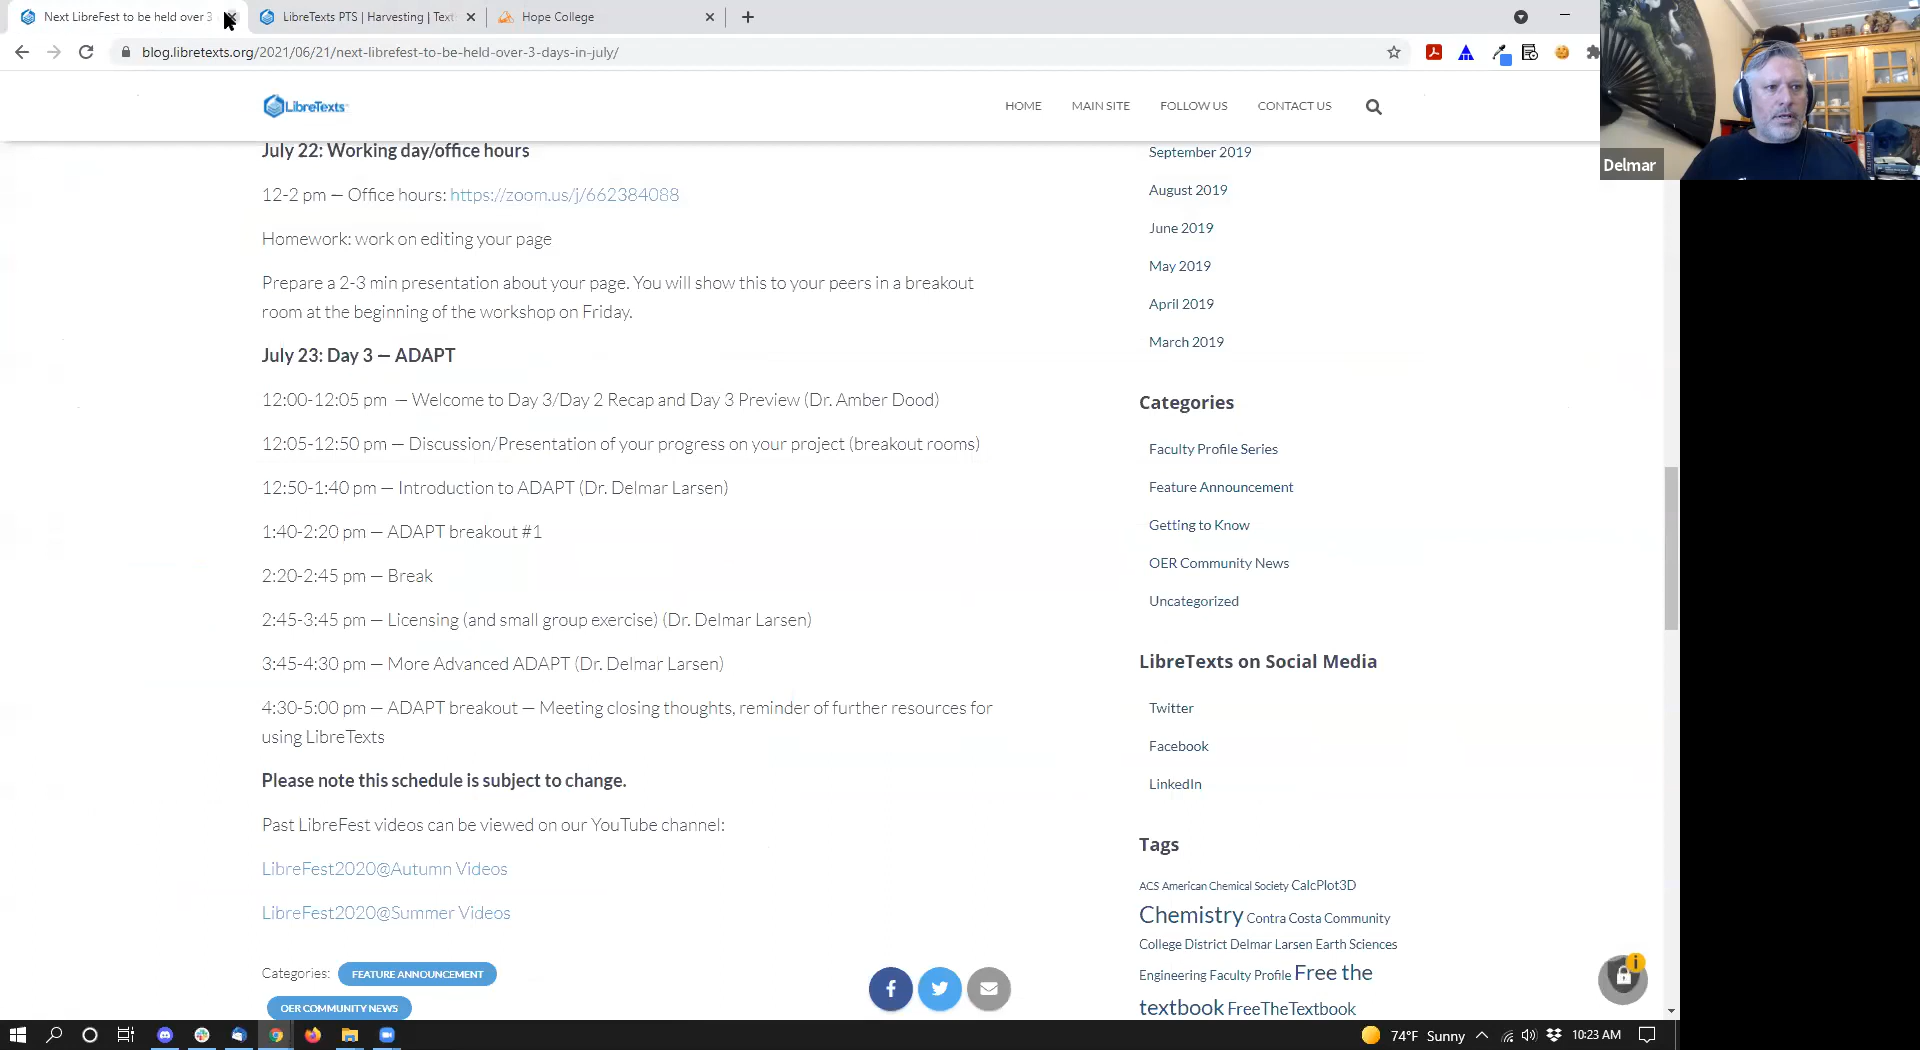 Next LibreFest to be held over 3
LibreTexts PTS | Harvesting | Text
Hope College
blog.libretexts.org/2021/06/21/next-librefest-to-be-held-over-3-days-in-july/
LibreTexts
HOME MAIN SITE FOLLOW US CONTACT US
Delmar
July 22: Working day/office hours
12-2 pm — Office hours: https://zoom.us/j/662384088
Homework: work on editing your page
Prepare a 2-3 min presentation about your page. You will show this to your peers in a breakout
room at the beginning of the workshop on Friday.
July 23: Day 3 — ADAPT
12:00-12:05 pm — Welcome to Day 3/Day 2 Recap and Day 3 Preview (Dr. Amber Dood)
12:05-12:50 pm — Discussion/Presentation of your progress on your project (breakout rooms)
12:50-1:40 pm — Introduction to ADAPT (Dr. Delmar Larsen)
1:40-2:20 pm — ADAPT breakout #1
2:20-2:45 pm — Break
2:45-3:45 pm — Licensing (and small group exercise) (Dr. Delmar Larsen)
3:45-4:30 pm — More Advanced ADAPT (Dr. Delmar Larsen)
4:30-5:00 pm — ADAPT breakout — Meeting closing thoughts, reminder of further resources for
using LibreTexts
Please note this schedule is subject to change.
Past LibreFest videos can be viewed on our YouTube channel:
LibreFest2020@Autumn Videos
LibreFest2020@Summer Videos
Categories: FEATURE ANNOUNCEMENT
OER COMMUNITY NEWS
September 2019
August 2019
June 2019
May 2019
April 2019
March 2019
Categories
Faculty Profile Series
Feature Announcement
Getting to Know
OER Community News
Uncategorized
LibreTexts on Social Media
Twitter
Facebook
LinkedIn
Tags
ACS American Chemical Society CalcPlot3D
Chemistry Contra Costa Community
College District Delmar Larsen Earth Sciences
Engineering Faculty Profile Free the
textbook FreeTheTextbook
74°F Sunny 10:23 AM